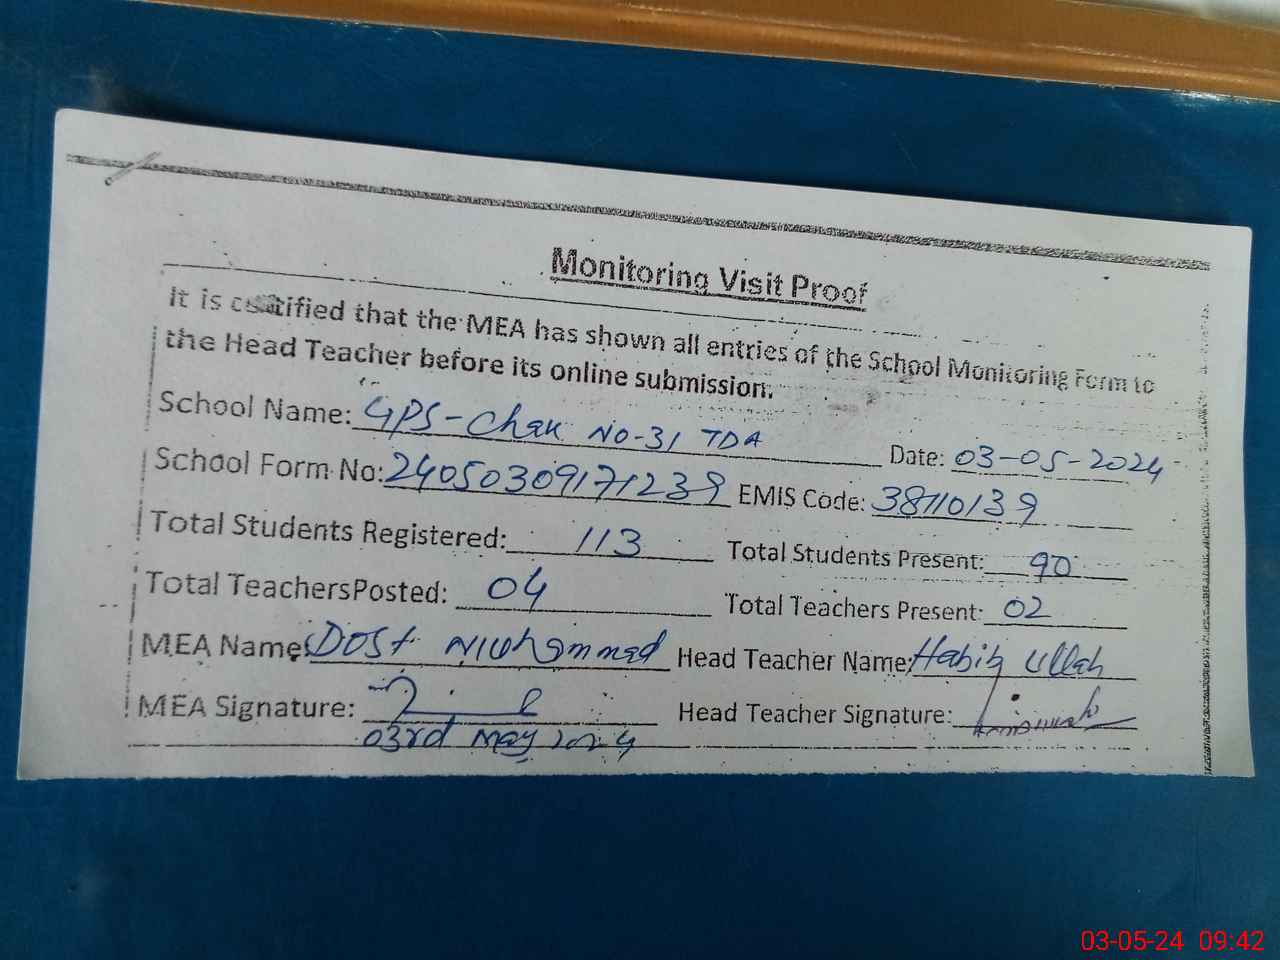 Monitoring Visit Proof
It is certified that the MEA has shown all entries of the School Monitoring Form to
the Head Teacher before its online submission.
School Name: GPS-Chak NO-31 TDA Date: 03-05-2024
School Form No: 24050309171239 EMIS Code: 38110139
Total Students Registered: 113 Total Students Present: 90
Total TeachersPosted: 04 Total Teachers Present: 02
MEA Name: Dost Muhammad Head Teacher Name: Habib Ullah
MEA Signature: Head Teacher Signature:
03rd May 2024
03-05-24 09:42